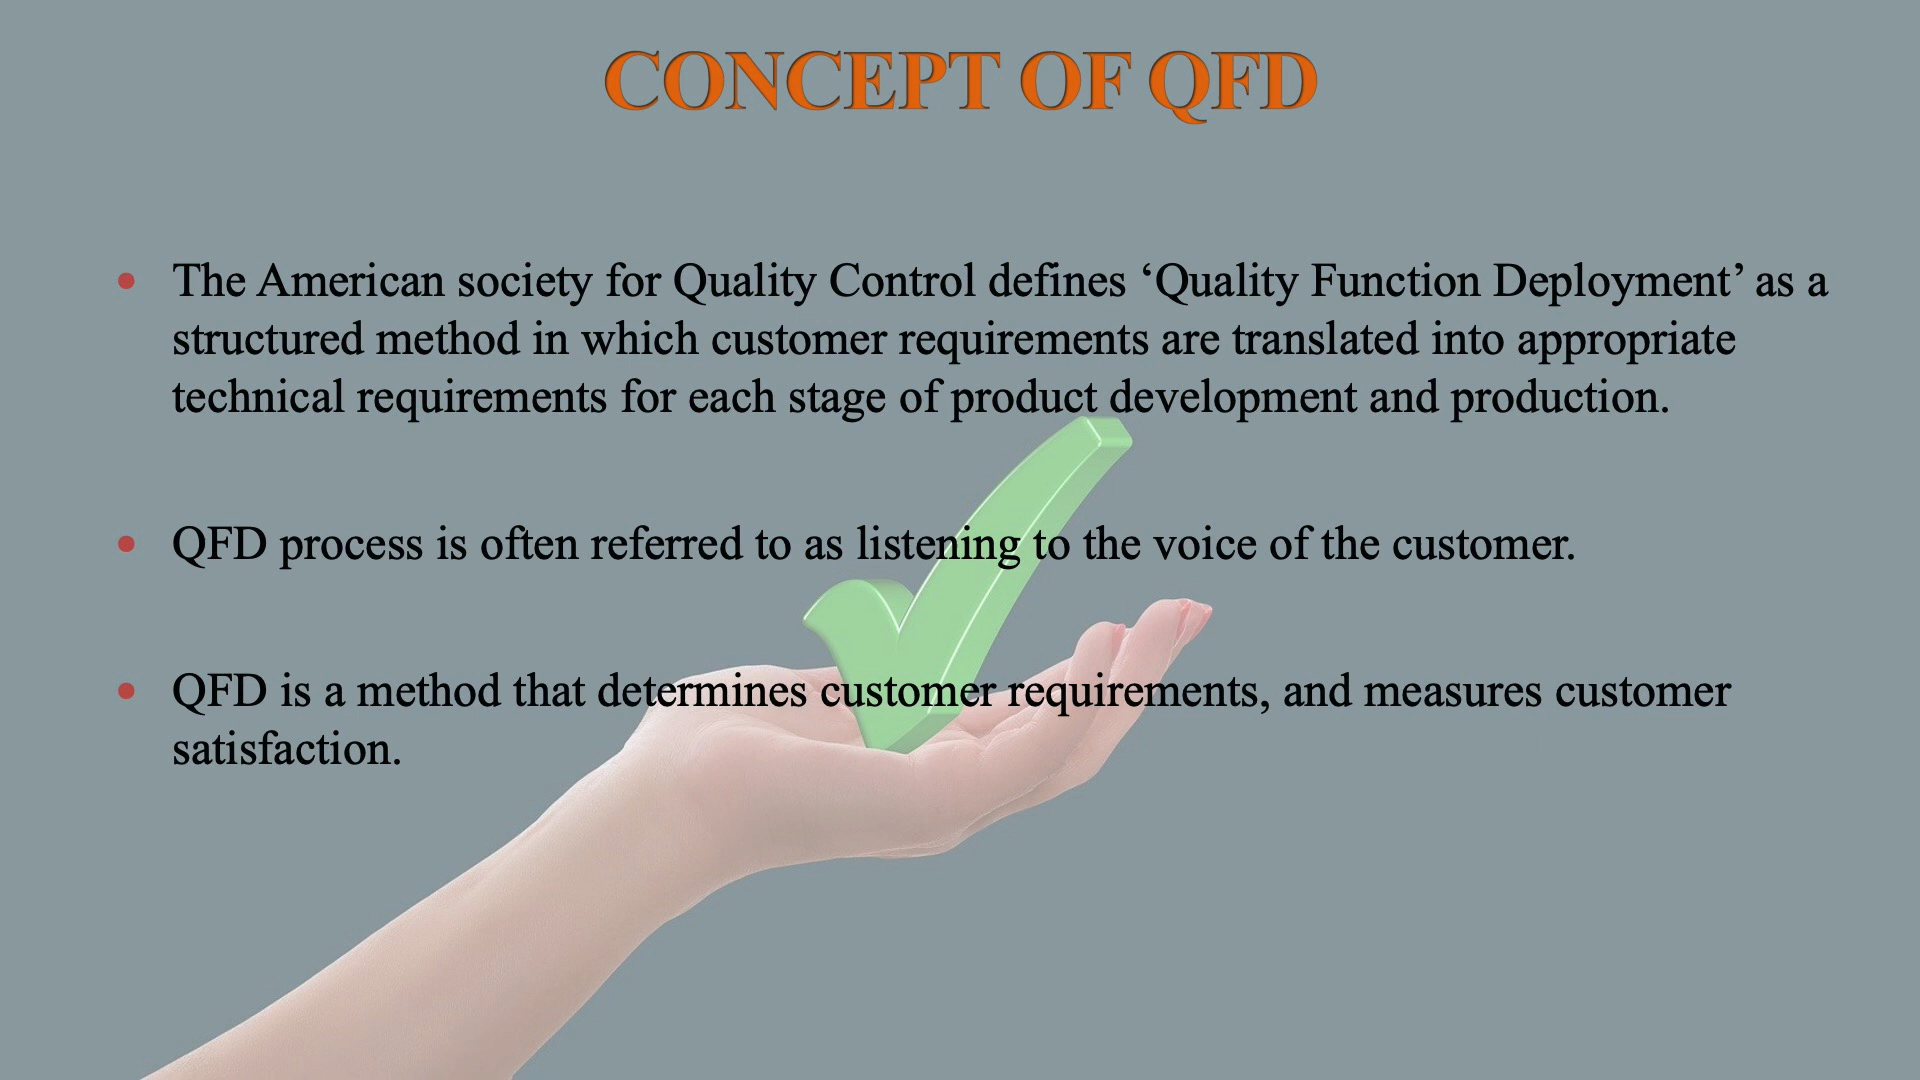 CONCEPT OF QFD
• The American society for Quality Control defines ‘Quality Function Deployment’ as a
structured method in which customer requirements are translated into appropriate
technical requirements for each stage of product development and production.
• QFD process is often referred to as listening to the voice of the customer.
• QFD is a method that determines customer requirements, and measures customer
satisfaction.